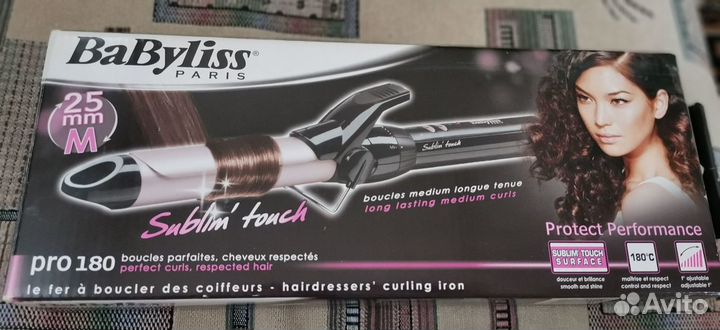 BaByliss®
PARIS
25
mm
M
Sublim' touch
Sublim' touch
boucles medium longue tenue
long lasting medium curls
Protect Performance
SUBLIM TOUCH
SURFACE
douceur et brillance
smooth and shine
180°C
maîtrise et respect
control and respect
t° ajustable
adjustable t°
pro 180
boucles parfaites, cheveux respectés
perfect curls, respected hair
le fer à boucler des coiffeurs - hairdressers' curling iron
Avito